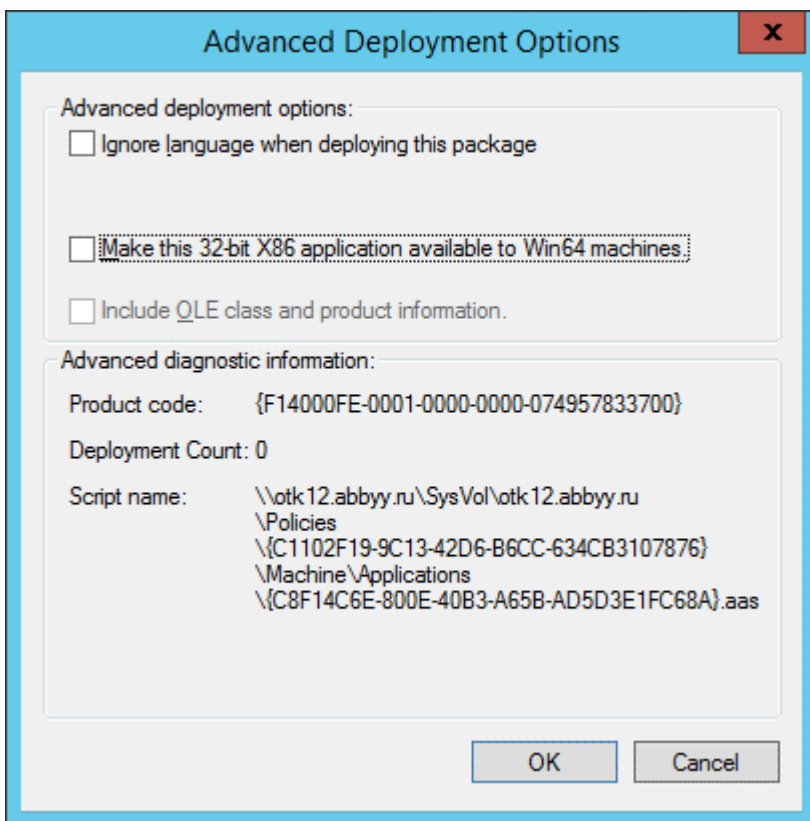 Advanced Deployment Options
x
Advanced deployment options:
Ignore language when deploying this package
Make this 32-bit X86 application available to Win64 machines.
Include OLE class and product information.
Advanced diagnostic information:
Product code: {F14000FE-0001-0000-0000-074957833700}
Deployment Count: 0
Script name: \\otk12.abbyy.ru\SysVol\otk12.abbyy.ru
\Policies
\{C1102F19-9C13-42D6-B6CC-634CB3107876}
\Machine\Applications
\{C8F14C6E-800E-40B3-A65B-AD5D3E1FC68A}.aas
OK Cancel